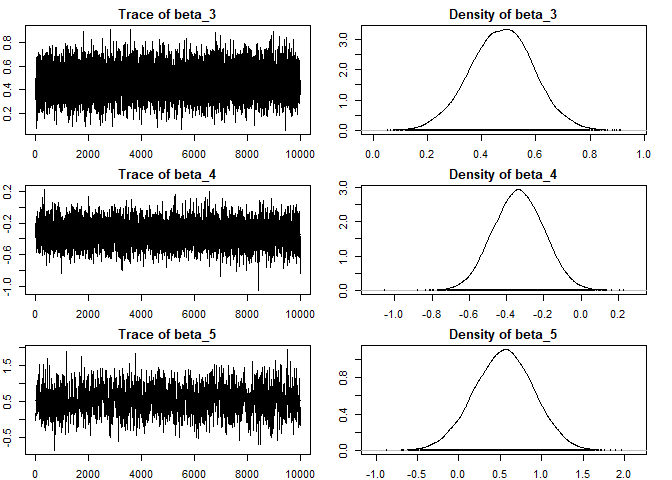 Trace of beta_3
0.2 0.4 0.6 0.8
0 2000 4000 6000 8000 10000
Density of beta_3
0.0 1.0 2.0 3.0
0.0 0.2 0.4 0.6 0.8 1.0
Trace of beta_4
-1.0 -0.6 -0.2 0.2
0 2000 4000 6000 8000 10000
Density of beta_4
0.0 1.0 2.0 3.0
-1.0 -0.8 -0.6 -0.4 -0.2 0.0 0.2
Trace of beta_5
-0.5 0.5 1.5
0 2000 4000 6000 8000 10000
Density of beta_5
0.0 0.4 0.8
-1.0 -0.5 0.0 0.5 1.0 1.5 2.0